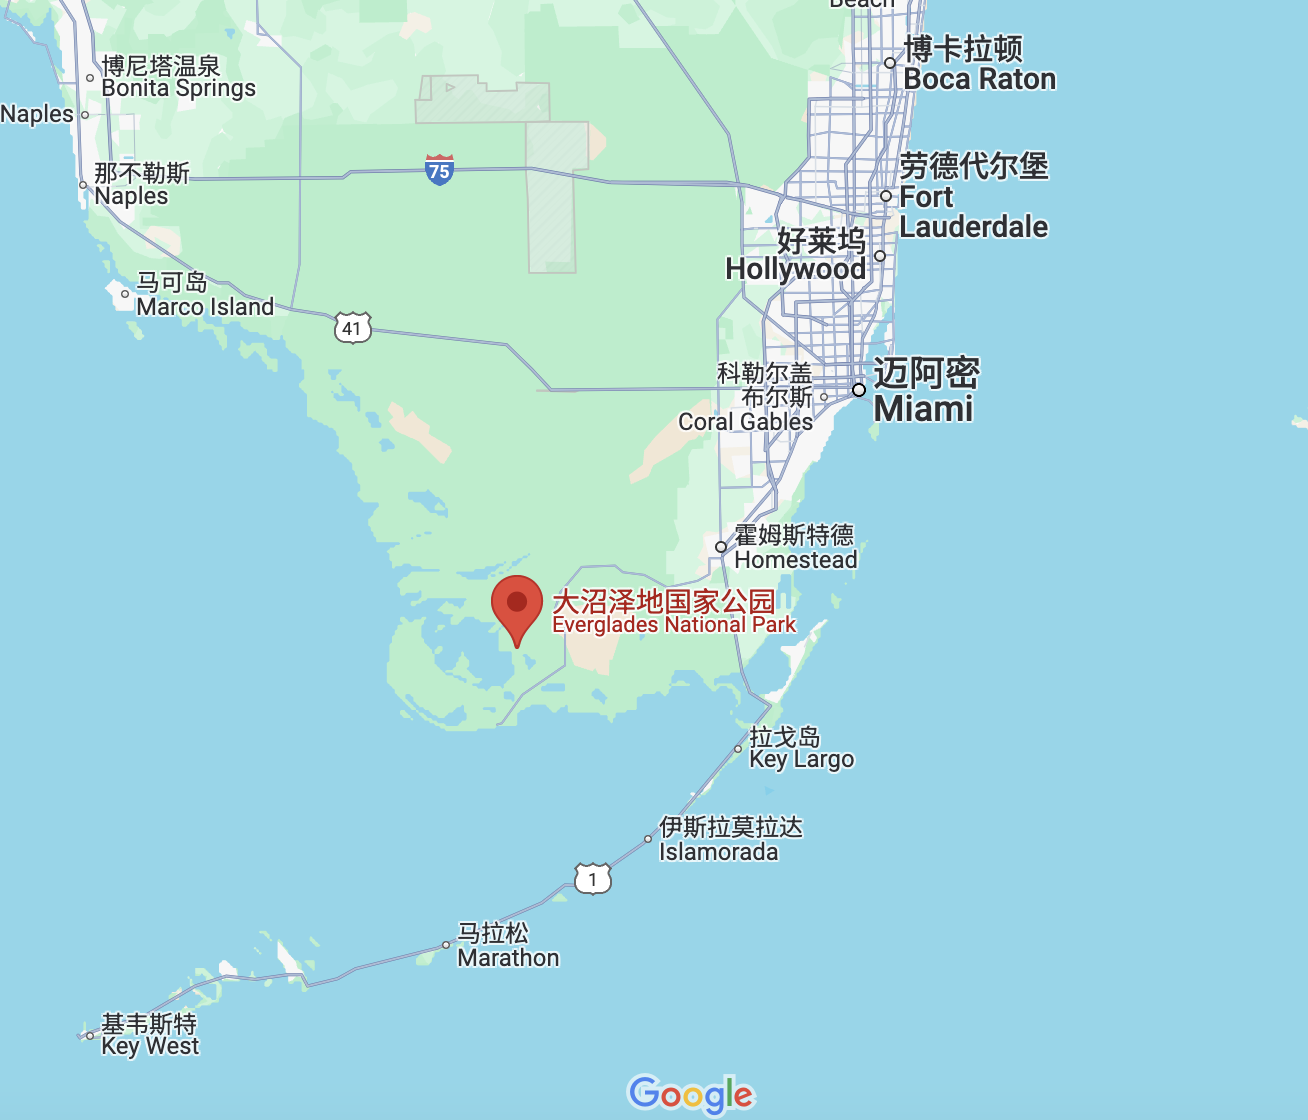 Beach
博卡拉顿
Boca Raton
博尼塔温泉
Bonita Springs
Naples
劳德代尔堡
Fort
Lauderdale
75
那不勒斯
Naples
好莱坞
Hollywood
马可岛
Marco Island
41
科勒尔盖
布尔斯
Coral Gables
迈阿密
Miami
霍姆斯特德
Homestead
大沼泽地国家公园
Everglades National Park
拉戈岛
Key Largo
伊斯拉莫拉达
Islamorada
1
马拉松
Marathon
基韦斯特
Key West
Google